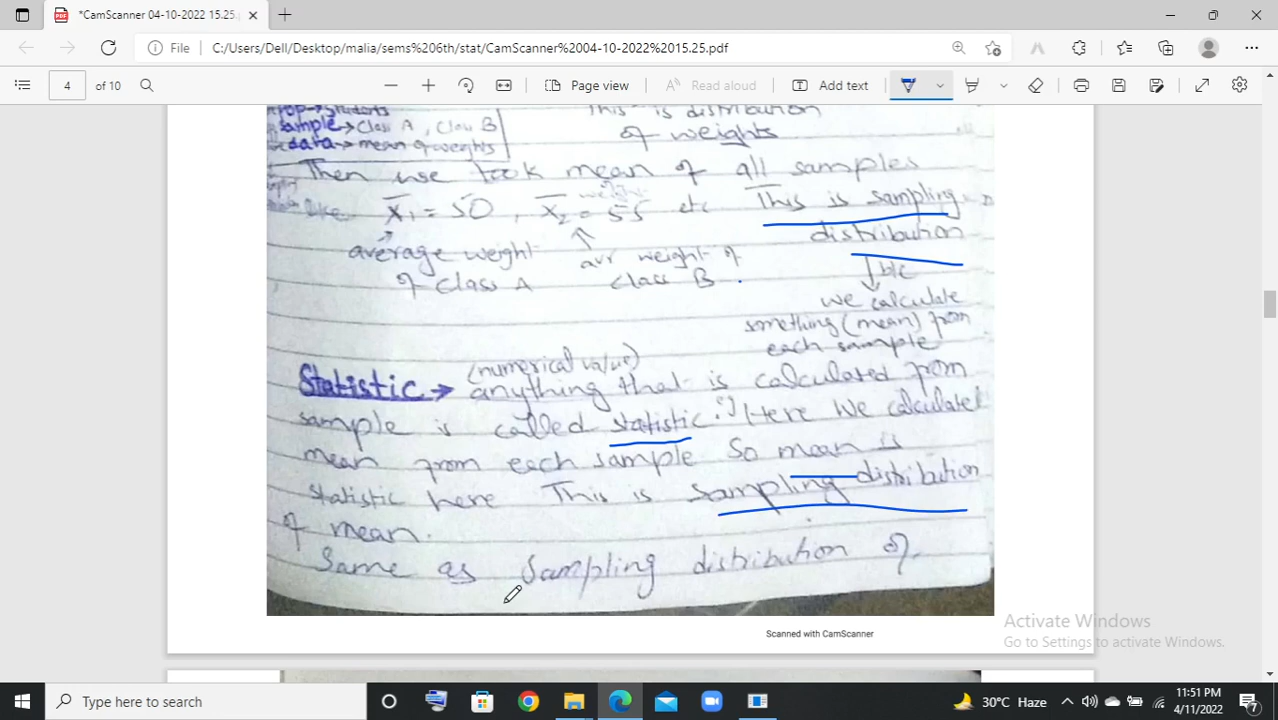 *CamScanner 04-10-2022 15.25.pdf
File C:/Users/Dell/Desktop/malia/sems%206th/stat/CamScanner%2004-10-2022%2015.25.pdf
4 of 10 Page view Read aloud Add text
pop→students
sample→Class A, Class B
data→mean of weights
This is distribution
of weights
Then we took mean of all samples
like X̄₁ = 50, X̄₂ = 55 etc This is sampling
distribution
average weight
of class A
avr weight of
class B.
b/c
we calculate
something (mean) from
each sample
(numerical value)
Statistic → anything that is calculated from
sample is called statistic. Here we calculated
mean from each sample So mean is
statistic here This is sampling distribution
of mean.
Same as sampling distribution of
Scanned with CamScanner
Activate Windows
Go to Settings to activate Windows.
Type here to search
30°C Haze
11:51 PM
4/11/2022
7